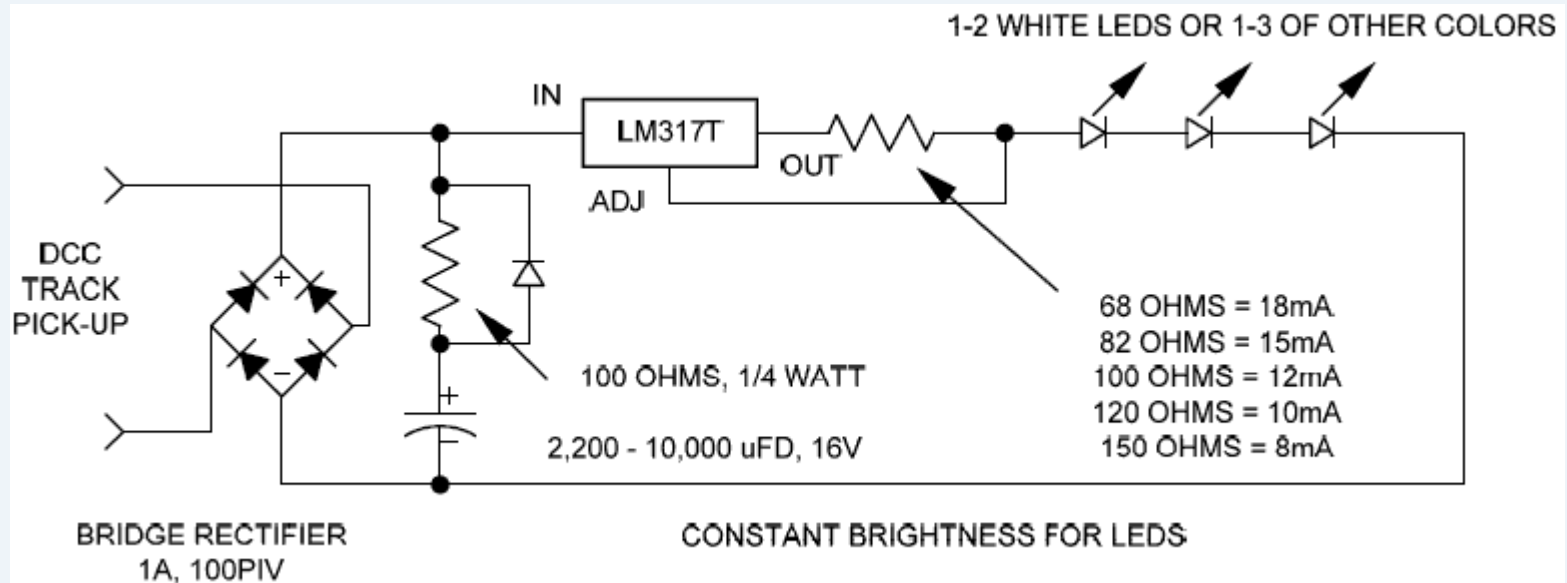 1-2 WHITE LEDS OR 1-3 OF OTHER COLORS
IN
LM317T
OUT
ADJ
DCC
TRACK
PICK-UP
+
−
100 OHMS, 1/4 WATT
+
−
2,200 - 10,000 uFD, 16V
68 OHMS = 18mA
82 OHMS = 15mA
100 OHMS = 12mA
120 OHMS = 10mA
150 OHMS = 8mA
BRIDGE RECTIFIER
1A, 100PIV
CONSTANT BRIGHTNESS FOR LEDS